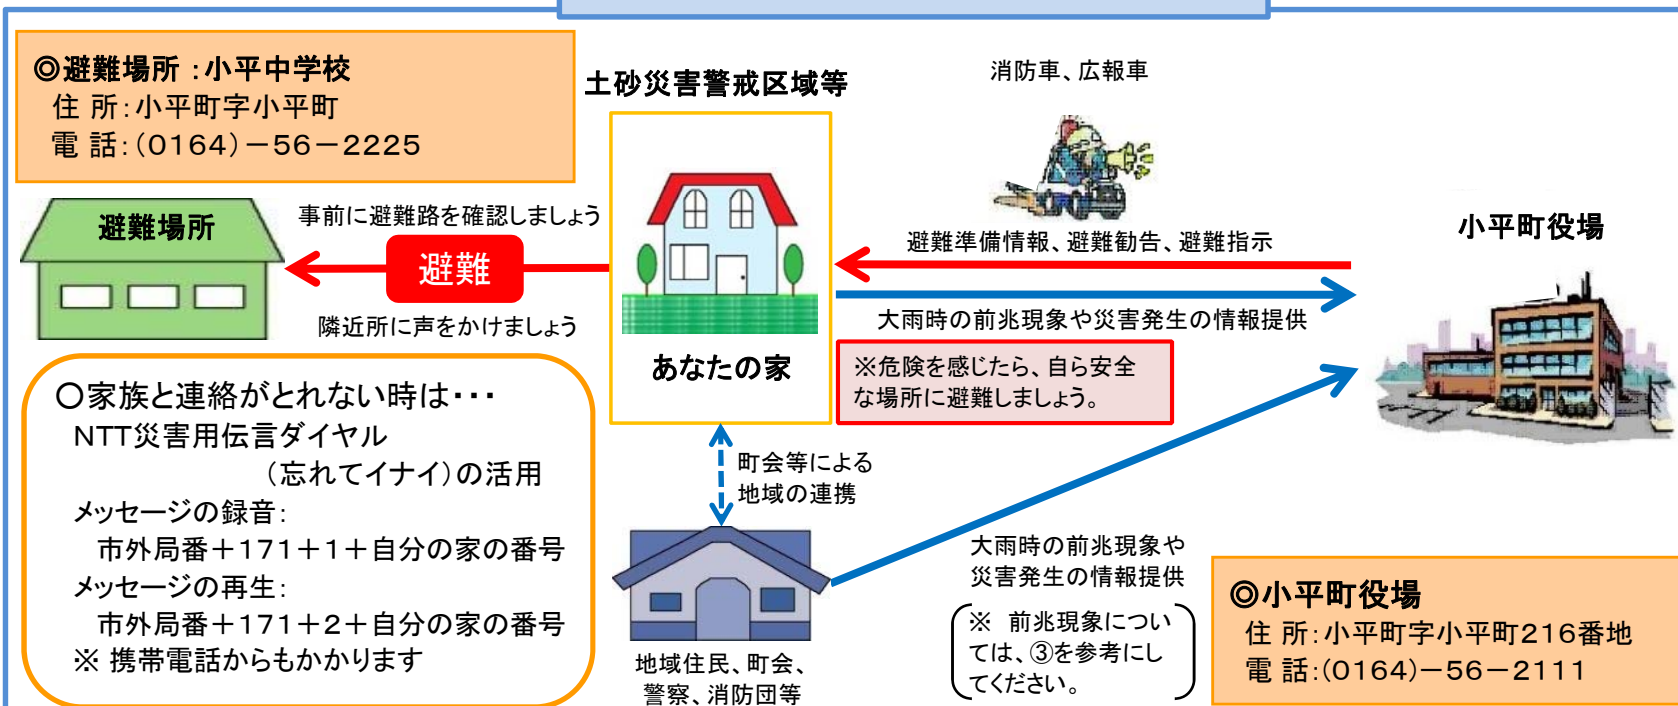 ◎避難場所：小平中学校
住 所：小平町字小平町
電 話：(0164)－56－2225
土砂災害警戒区域等
消防車、広報車
避難場所
事前に避難路を確認しましょう
避難
隣近所に声をかけましょう
避難準備情報、避難勧告、避難指示
小平町役場
大雨時の前兆現象や災害発生の情報提供
あなたの家
※危険を感じたら、自ら安全
な場所に避難しましょう。
〇家族と連絡がとれない時は・・・
NTT災害用伝言ダイヤル
(忘れてイナイ)の活用
メッセージの録音：
市外局番＋171＋1＋自分の家の番号
メッセージの再生：
市外局番＋171＋2＋自分の家の番号
※ 携帯電話からもかかります
町会等による
地域の連携
地域住民、町会、
警察、消防団等
大雨時の前兆現象や
災害発生の情報提供
※ 前兆現象につい
ては、③を参考にし
てください。
◎小平町役場
住 所：小平町字小平町216番地
電 話：(0164)－56－2111